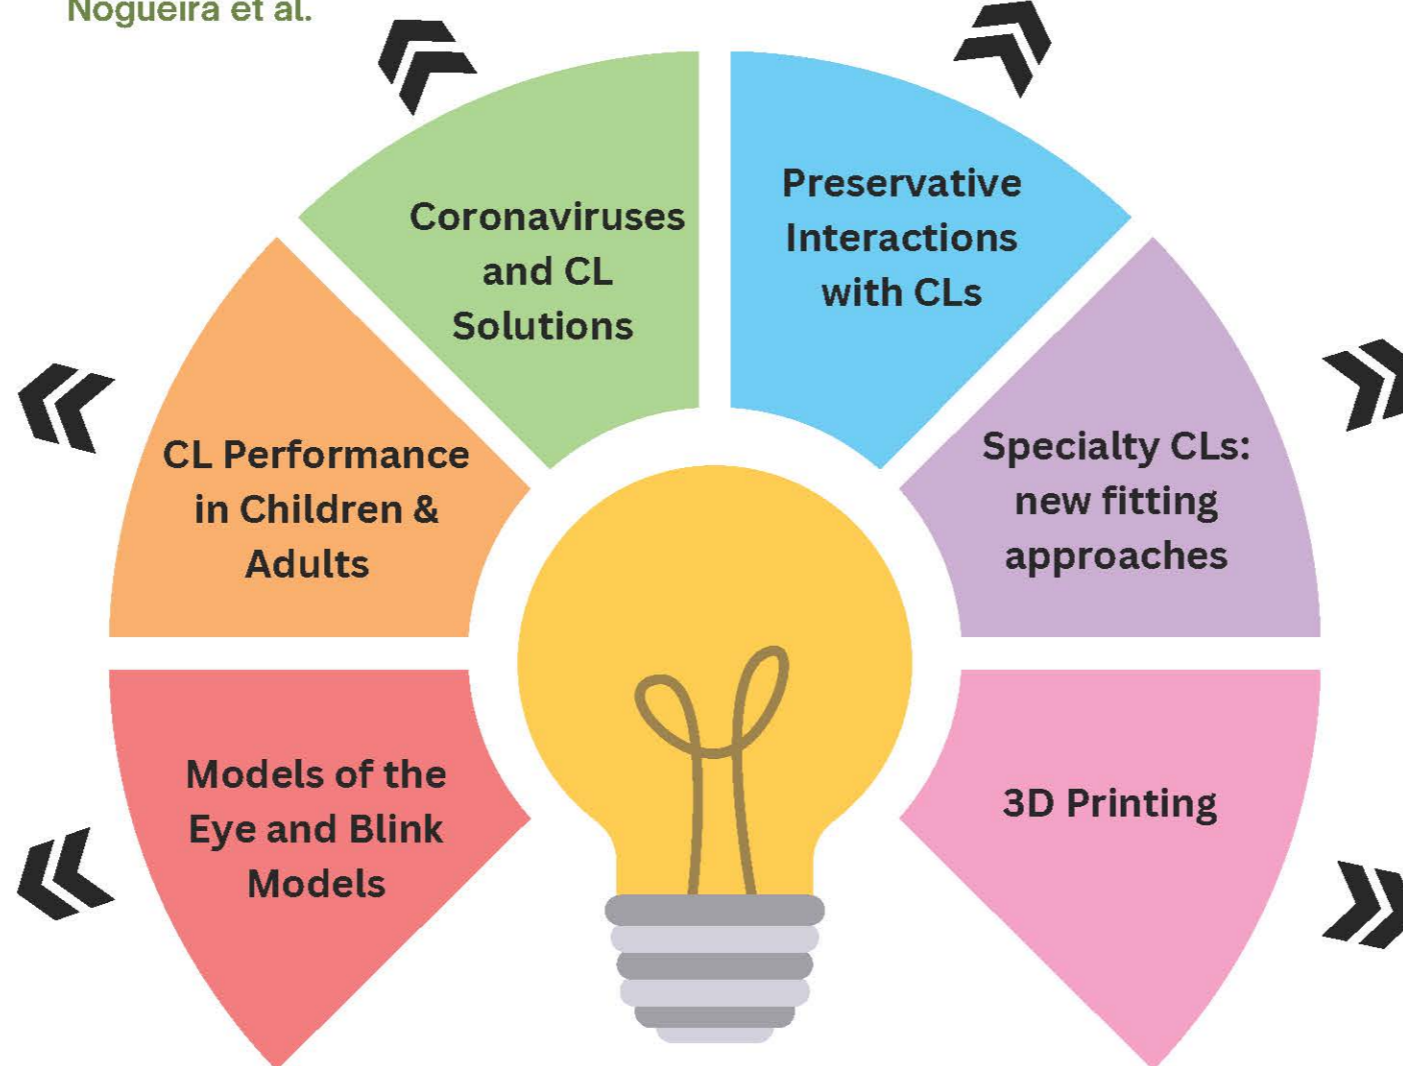 Nogueira et al.
Coronaviruses
and CL
Solutions
Preservative
Interactions
with CLs
CL Performance
in Children &
Adults
Specialty CLs:
new fitting
approaches
Models of the
Eye and Blink
Models
3D Printing